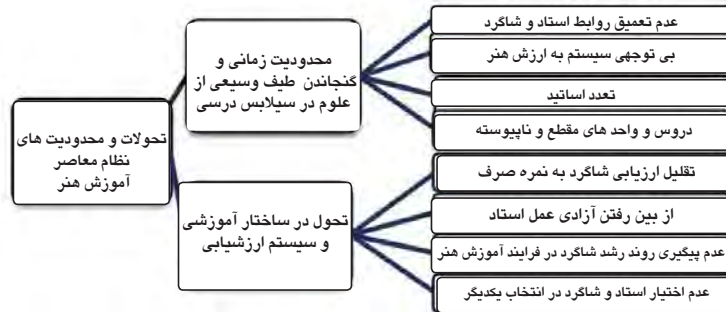 تحولات و محدودیت های
نظام معاصر
آموزش هنر
محدودیت زمانی و
گنجاندن طیف وسیعی از
علوم در سیلابس درسی
عدم تعمیق روابط استاد و شاگرد
بی توجهی سیستم به ارزش هنر
تعدد اساتید
دروس و واحد های مقطع و ناپیوسته
تحول در ساختار آموزشی
و سیستم ارزشیابی
تقلیل ارزیابی شاگرد به نمره صرف
از بین رفتن آزادی عمل استاد
عدم پیگیری روند رشد شاگرد در فرایند آموزش هنر
عدم اختیار استاد و شاگرد در انتخاب یکدیگر